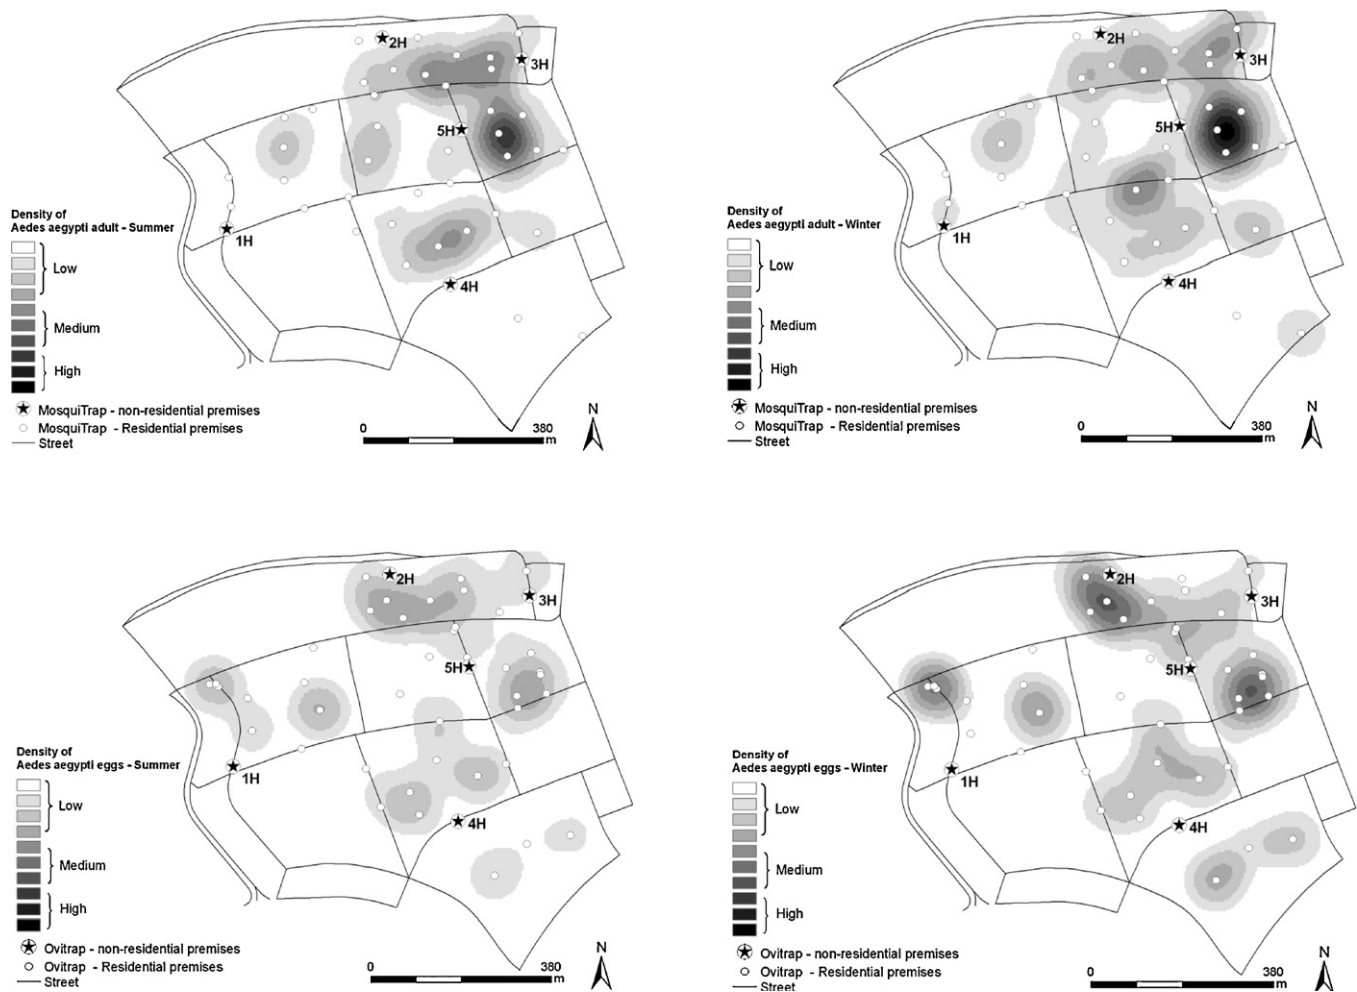 2H
3H
5H
1H
4H
Density of
Aedes aegypti adult - Summer
Low
Medium
High
MosquiTrap - non-residential premises
MosquiTrap - Residential premises
Street
0 380
m
N
2H
3H
5H
1H
4H
Density of
Aedes aegypti adult - Winter
Low
Medium
High
MosquiTrap - non-residential premises
MosquiTrap - Residential premises
Street
0 380
m
N
2H
3H
5H
1H
4H
Density of
Aedes aegypti eggs - Summer
Low
Medium
High
Ovitrap - non-residential premises
Ovitrap - Residential premises
Street
0 380
m
N
2H
3H
5H
1H
4H
Density of
Aedes aegypti eggs - Winter
Low
Medium
High
Ovitrap - non-residential premises
Ovitrap - Residential premises
Street
0 380
m
N